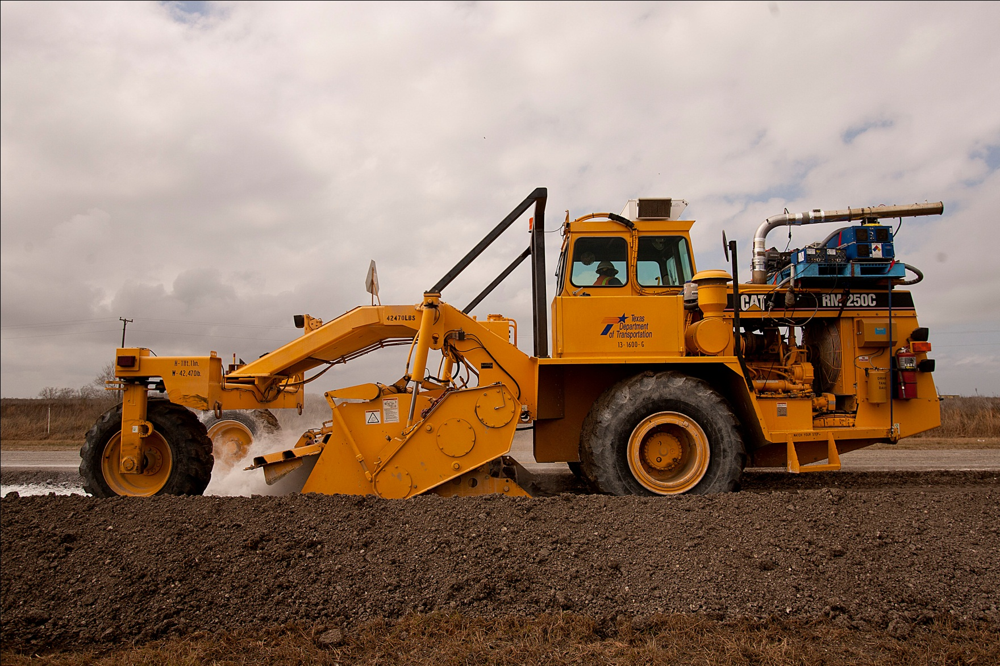 42470LBS
H-11ft.11in.
W-42,470lb.
CAT
RM-250C
Texas
Department
of Transportation
13-1600-G
WATCH YOUR STEP